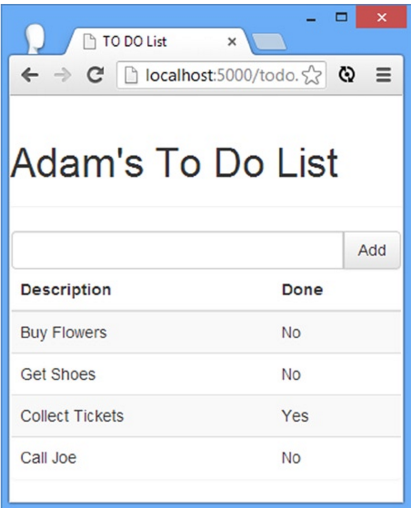 TO DO List
localhost:5000/todo.
Adam's To Do List
Add
Description Done
Buy Flowers No
Get Shoes No
Collect Tickets Yes
Call Joe No